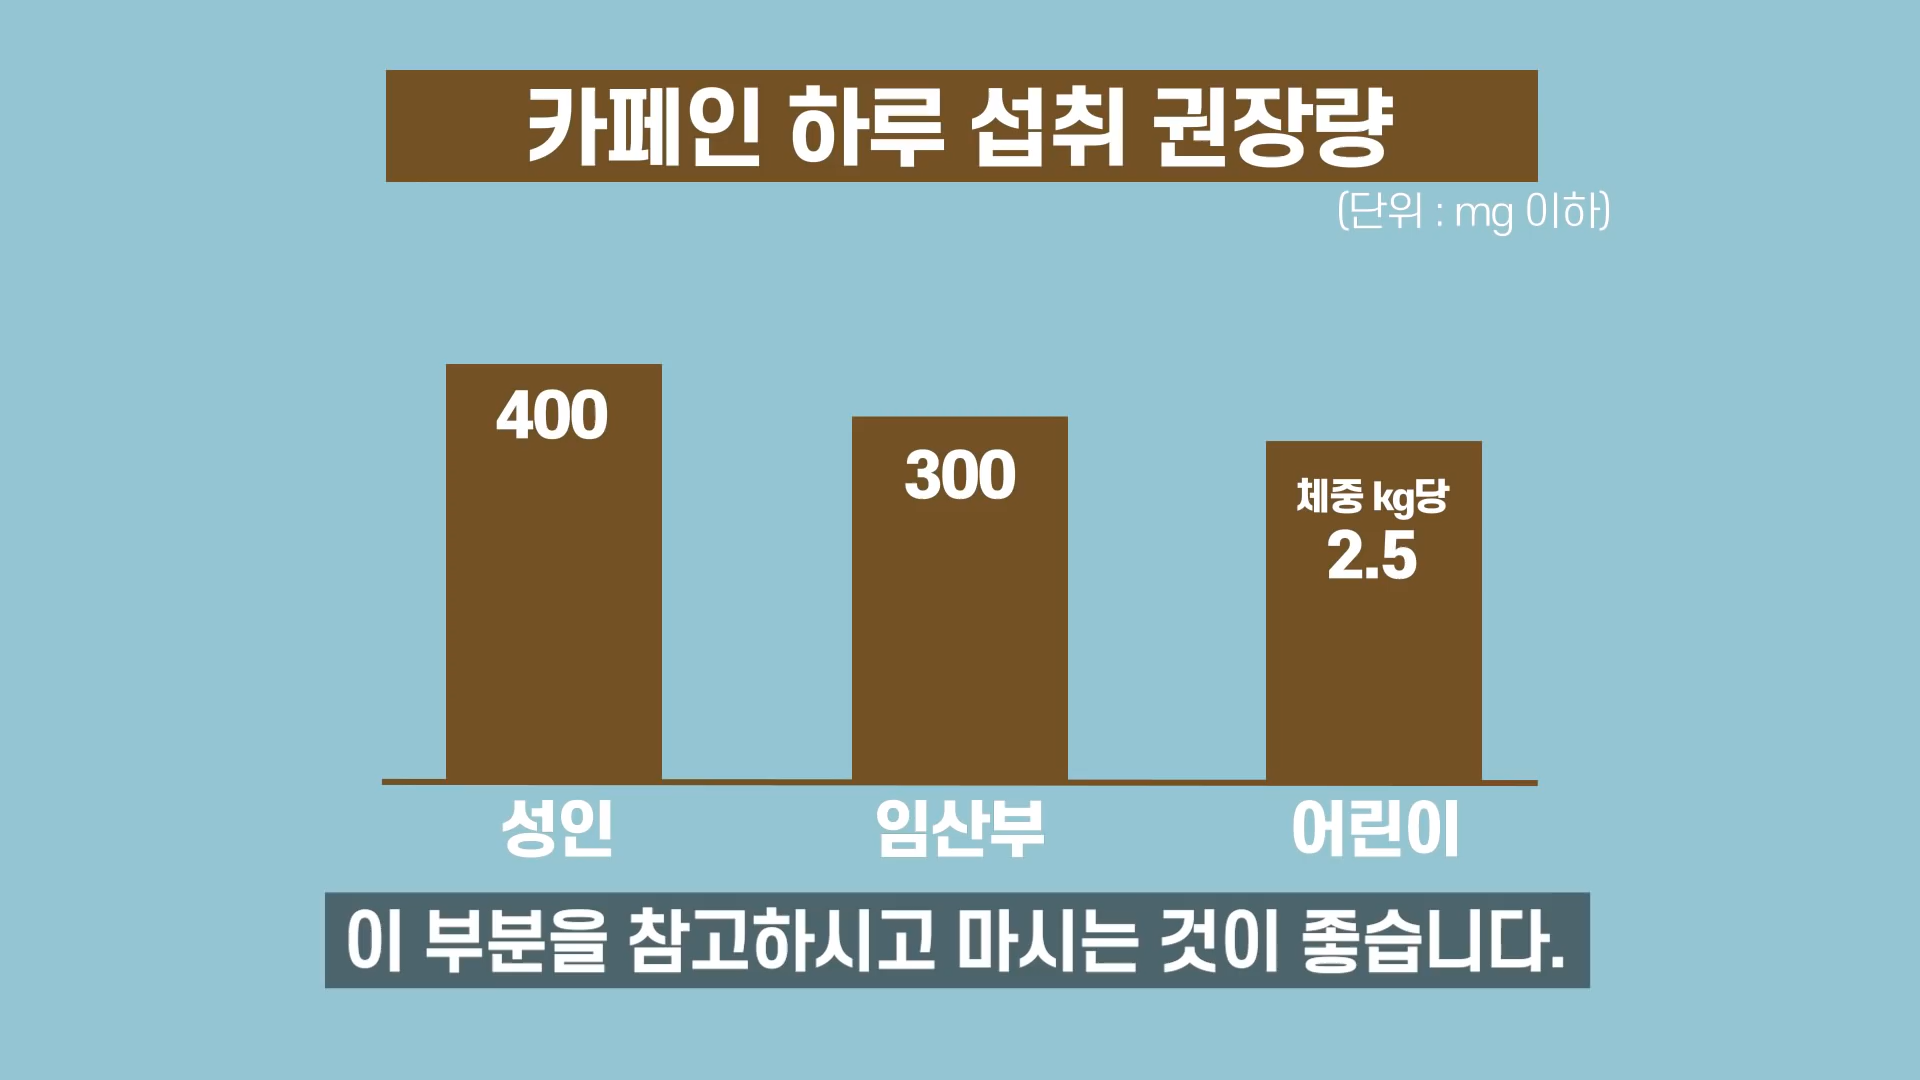 카페인 하루 섭취 권장량
(단위 : mg 이하)
400
300
체중 kg당
2.5
성인
임산부
어린이
이 부분을 참고하시고 마시는 것이 좋습니다.